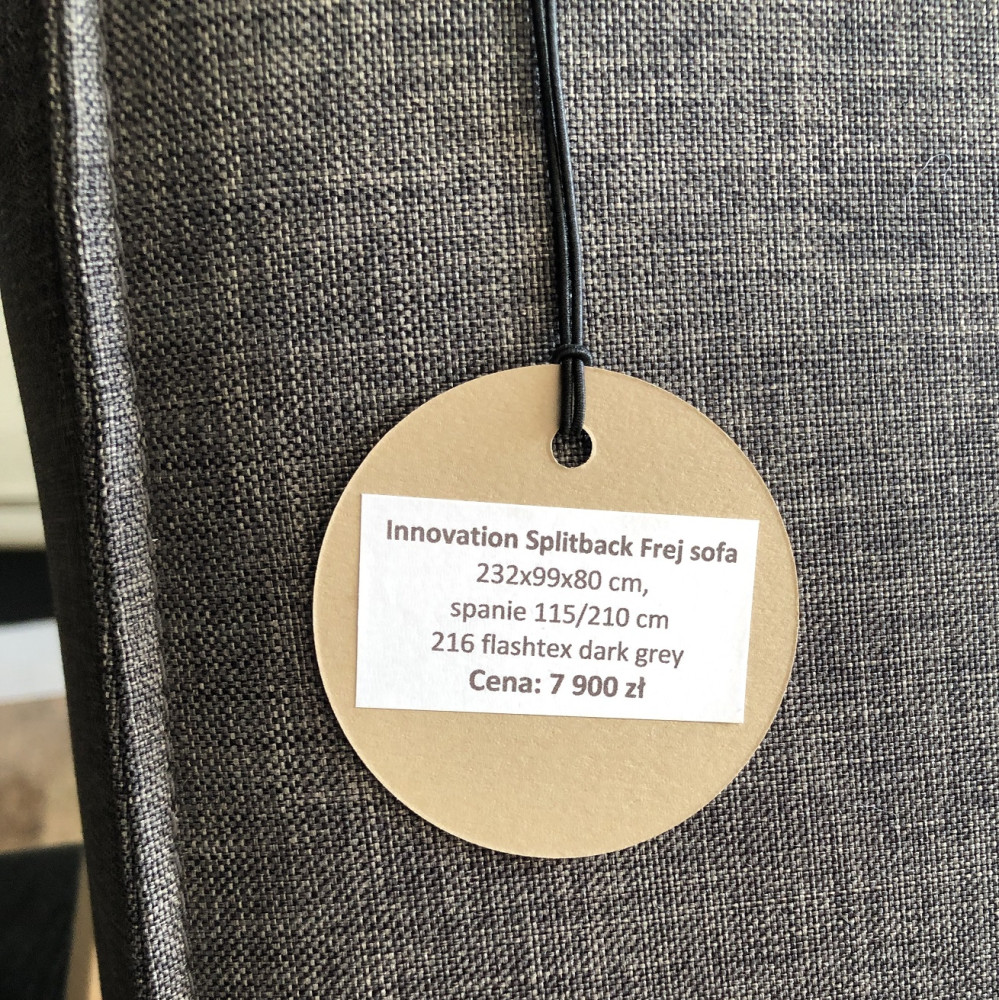 Innovation Splitback Frej sofa
232x99x80 cm,
spanie 115/210 cm
216 flashtex dark grey
Cena: 7 900 zł